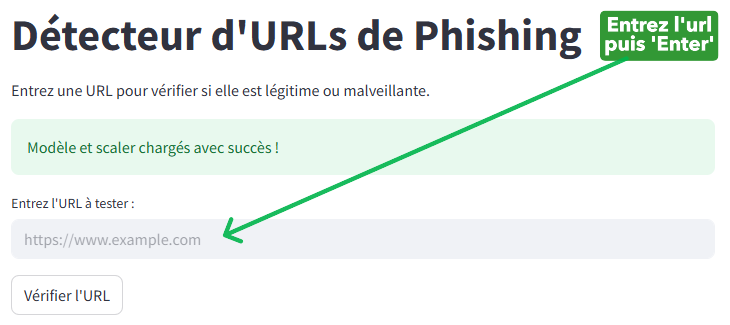 Détecteur d'URLs de Phishing
Entrez l'url
puis 'Enter'
Entrez une URL pour vérifier si elle est légitime ou malveillante.
Modèle et scaler chargés avec succès !
Entrez l'URL à tester :
https://www.example.com
Vérifier l'URL